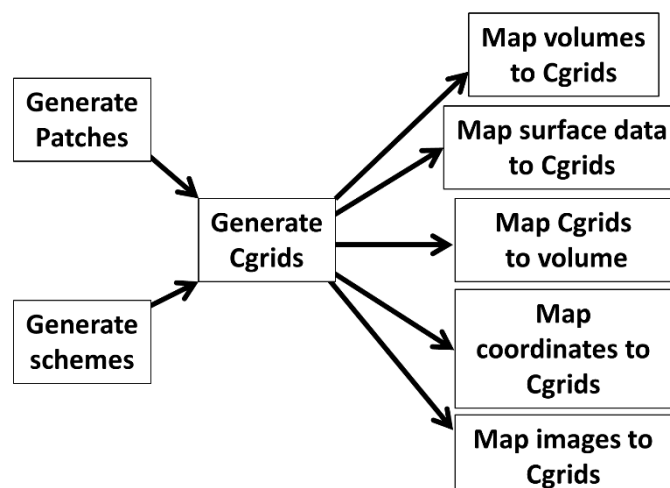 Generate
Patches
Generate
schemes
Generate
Cgrids
Map volumes
to Cgrids
Map surface data
to Cgrids
Map Cgrids
to volume
Map
coordinates to
Cgrids
Map images to
Cgrids